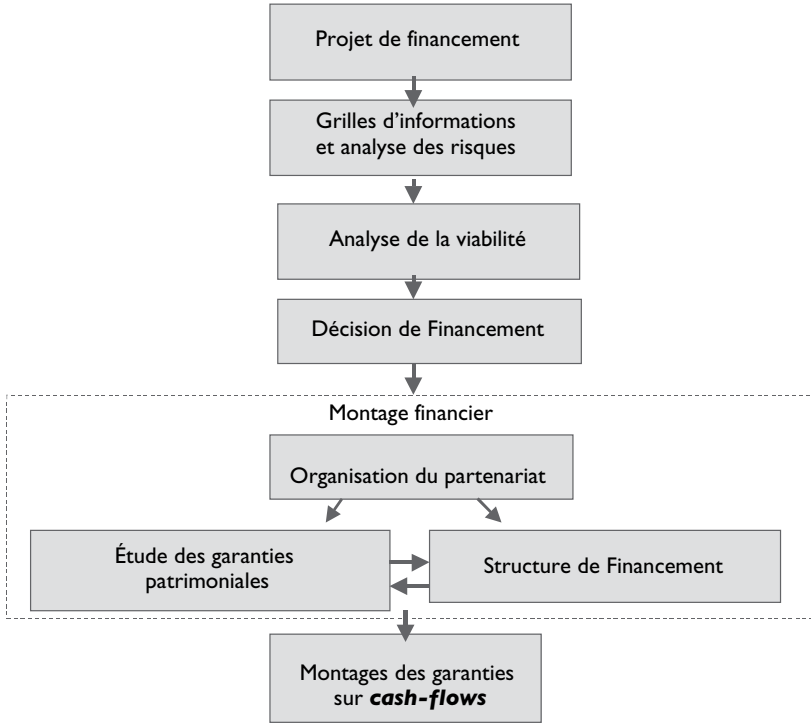 Projet de financement
Grilles d'informations
et analyse des risques
Analyse de la viabilité
Décision de Financement
Montage financier
Organisation du partenariat
Étude des garanties
patrimoniales
Structure de Financement
Montages des garanties
sur cash-flows